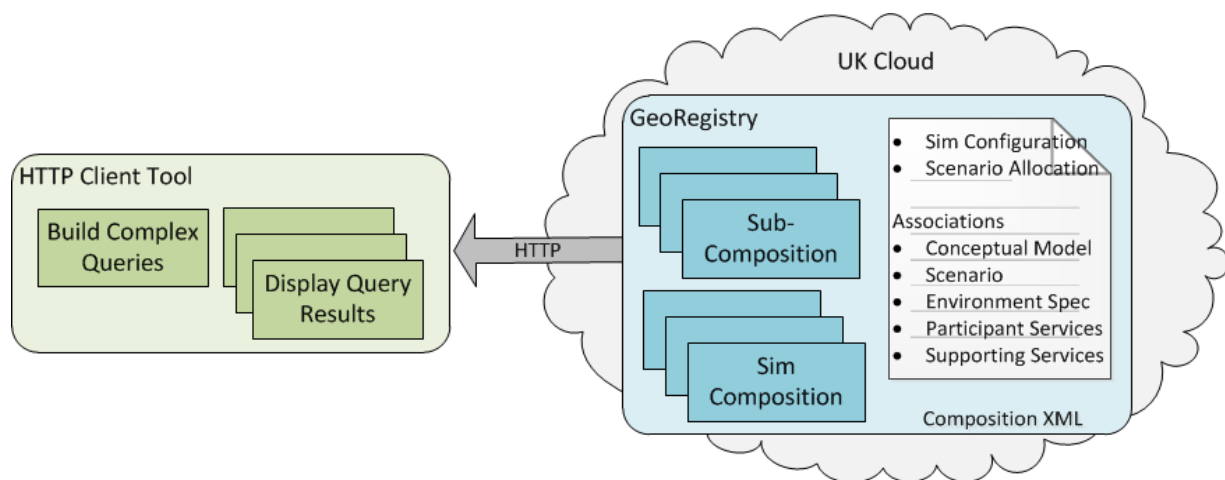 UK Cloud
GeoRegistry
HTTP Client Tool
Build Complex
Queries
Display Query
Results
HTTP
Sub-
Composition
Sim
Composition
• Sim Configuration
• Scenario Allocation
Associations
• Conceptual Model
• Scenario
• Environment Spec
• Participant Services
• Supporting Services
Composition XML